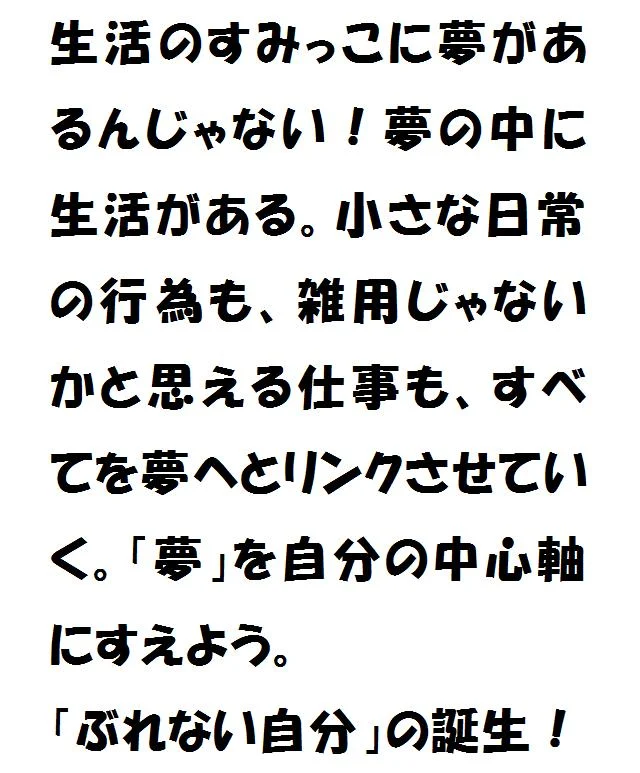 生活のすみっこに夢があ
るんじゃない！夢の中に
生活がある。小さな日常
の行為も、雑用じゃない
かと思える仕事も、すべ
てを夢へとリンクさせてい
く。「夢」を自分の中心軸
にすえよう。
「ぶれない自分」の誕生！